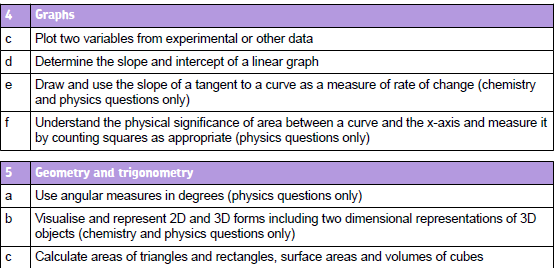 4 Graphs
c Plot two variables from experimental or other data
d Determine the slope and intercept of a linear graph
e Draw and use the slope of a tangent to a curve as a measure of rate of change (chemistry
and physics questions only)
f Understand the physical significance of area between a curve and the x-axis and measure it
by counting squares as appropriate (physics questions only)
5 Geometry and trigonometry
a Use angular measures in degrees (physics questions only)
b Visualise and represent 2D and 3D forms including two dimensional representations of 3D
objects (chemistry and physics questions only)
c Calculate areas of triangles and rectangles, surface areas and volumes of cubes